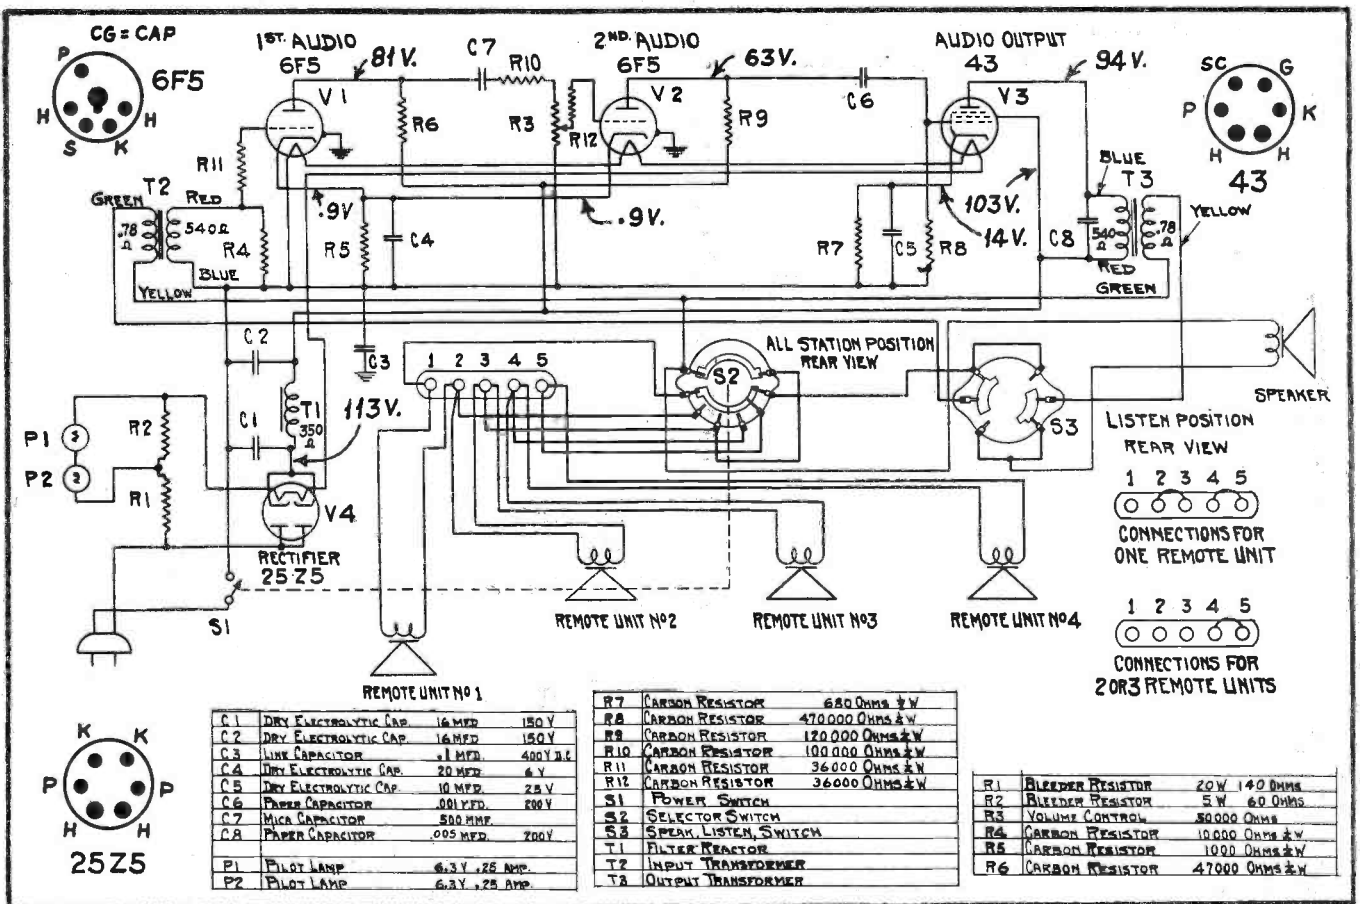 CG = CAP
P
6F5
H H
S K
1ST. AUDIO
6F5
81V.
V1
C7
R10
R6
R3
R12
2ND. AUDIO
6F5
63V.
V2
R9
C6
AUDIO OUTPUT
43
94V.
V3
SC G
P K
H H
43
R11
T2
GREEN
RED
.78
Ω
540Ω
R4
BLUE
YELLOW
.9V
R5
C4
.9V.
R7
C5
R8
103V.
14V.
BLUE
T3
C8
540
Ω
.78
Ω
YELLOW
RED
GREEN
C2
C3
1 2 3 4 5
ALL STATION POSITION
REAR VIEW
S2
SPEAKER
T1
350
Ω
113V.
C1
P1
P2
R2
R1
S3
LISTEN POSITION
REAR VIEW
1 2 3 4 5
CONNECTIONS FOR
ONE REMOTE UNIT
V4
RECTIFIER
25Z5
S1
REMOTE UNIT No2
REMOTE UNIT No3
REMOTE UNIT No4
1 2 3 4 5
CONNECTIONS FOR
2 OR 3 REMOTE UNITS
REMOTE UNIT No 1
K K
P P
H H
25Z5
C1 DRY ELECTROLYTIC CAP. 16 MFD 150 V
C2 DRY ELECTROLYTIC CAP. 16 MFD 150 V
C3 LINE CAPACITOR .1 MFD. 400 V D.C
C4 DRY ELECTROLYTIC CAP. 20 MFD 6 V
C5 DRY ELECTROLYTIC CAP. 10 MFD. 25 V
C6 PAPER CAPACITOR .001 MFD. 200 V
C7 MICA CAPACITOR 500 MMF.
C8 PAPER CAPACITOR .005 MFD. 200V
P1 PILOT LAMP 6.3V .25 AMP.
P2 PILOT LAMP 6.3V .25 AMP.
R7 CARBON RESISTOR 680 OHMS ½ W
R8 CARBON RESISTOR 470000 OHMS ½ W
R9 CARBON RESISTOR 120000 OHMS ½ W
R10 CARBON RESISTOR 100000 OHMS ½ W
R11 CARBON RESISTOR 36000 OHMS ½ W
R12 CARBON RESISTOR 36000 OHMS ½ W
S1 POWER SWITCH
S2 SELECTOR SWITCH
S3 SPEAK, LISTEN, SWITCH
T1 FILTER REACTOR
T2 INPUT TRANSFORMER
T3 OUTPUT TRANSFORMER
R1 BLEEDER RESISTOR 20W 140 OHMS
R2 BLEEDER RESISTOR 5 W 60 OHMS
R3 VOLUME CONTROL 50000 OHMS
R4 CARBON RESISTOR 10000 OHMS ½ W
R5 CARBON RESISTOR 1000 OHMS ½ W
R6 CARBON RESISTOR 47000 OHMS ½ W